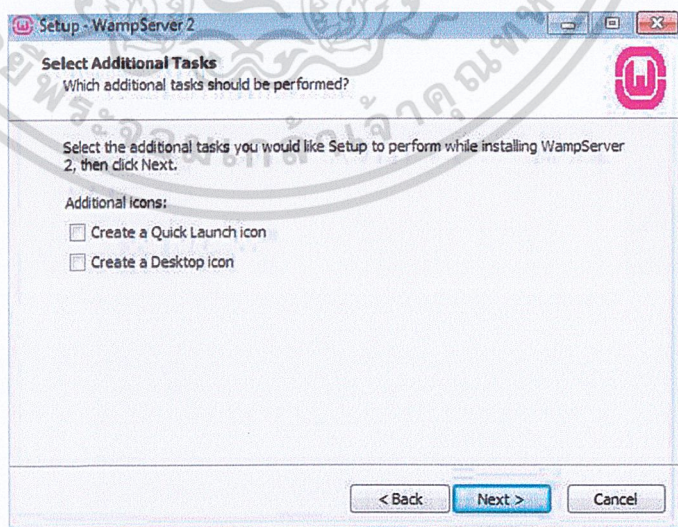 Setup - WampServer 2
Select Additional Tasks
Which additional tasks should be performed?
Select the additional tasks you would like Setup to perform while installing WampServer
2, then click Next.
Additional icons:
Create a Quick Launch icon
Create a Desktop icon
< Back
Next >
Cancel